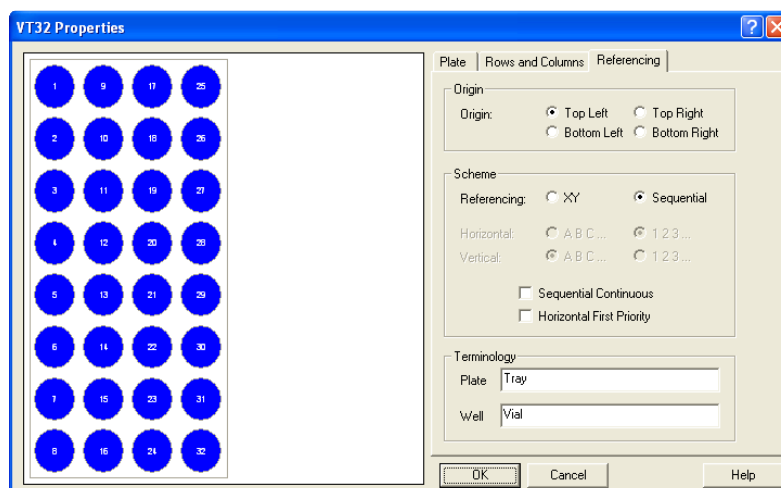 VT32 Properties
1 9 17 25
2 10 18 26
3 11 19 27
4 12 20 28
5 13 21 29
6 14 22 30
7 15 23 31
8 16 24 32
Plate Rows and Columns Referencing
Origin
Origin: Top Left Top Right
Bottom Left Bottom Right
Scheme
Referencing: XY Sequential
Horizontal: A B C ... 1 2 3 ...
Vertical: A B C ... 1 2 3 ...
Sequential Continuous
Horizontal First Priority
Terminology
Plate Tray
Well Vial
OK Cancel Help